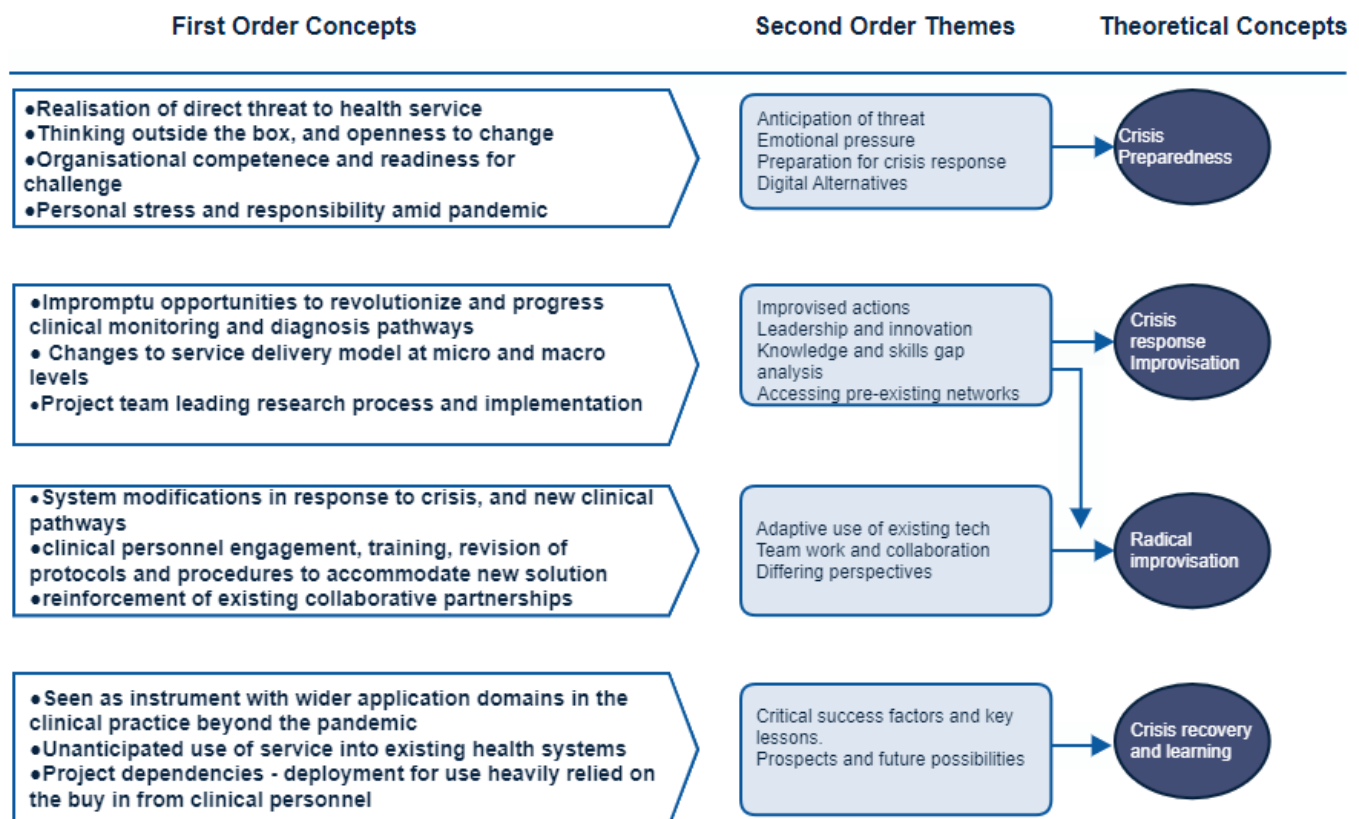 First Order Concepts
Second Order Themes
Theoretical Concepts
●Realisation of direct threat to health service
●Thinking outside the box, and openness to change
●Organisational competenece and readiness for
challenge
●Personal stress and responsibility amid pandemic
Anticipation of threat
Emotional pressure
Preparation for crisis response
Digital Alternatives
Crisis
Preparedness
●Impromptu opportunities to revolutionize and progress
clinical monitoring and diagnosis pathways
● Changes to service delivery model at micro and macro
levels
●Project team leading research process and implementation
Improvised actions
Leadership and innovation
Knowledge and skills gap
analysis
Accessing pre-existing networks
Crisis
response
Improvisation
●System modifications in response to crisis, and new clinical
pathways
●clinical personnel engagement, training, revision of
protocols and procedures to accommodate new solution
●reinforcement of existing collaborative partnerships
Adaptive use of existing tech
Team work and collaboration
Differing perspectives
Radical
improvisation
●Seen as instrument with wider application domains in the
clinical practice beyond the pandemic
●Unanticipated use of service into existing health systems
●Project dependencies - deployment for use heavily relied on
the buy in from clinical personnel
Critical success factors and key
lessons.
Prospects and future possibilities
Crisis recovery
and learning